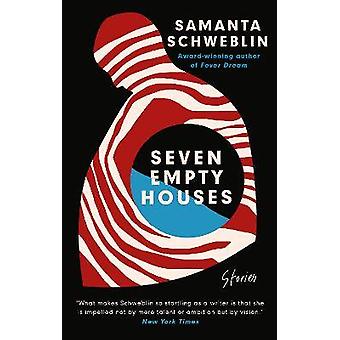 SAMANTA
SCHWEBLIN
Award-winning author
of Fever Dream
SEVEN
EMPTY
HOUSES
Stories
"What makes Schweblin so startling as a writer is that she
is impelled not by mere talent or ambition but by vision."
New York Times